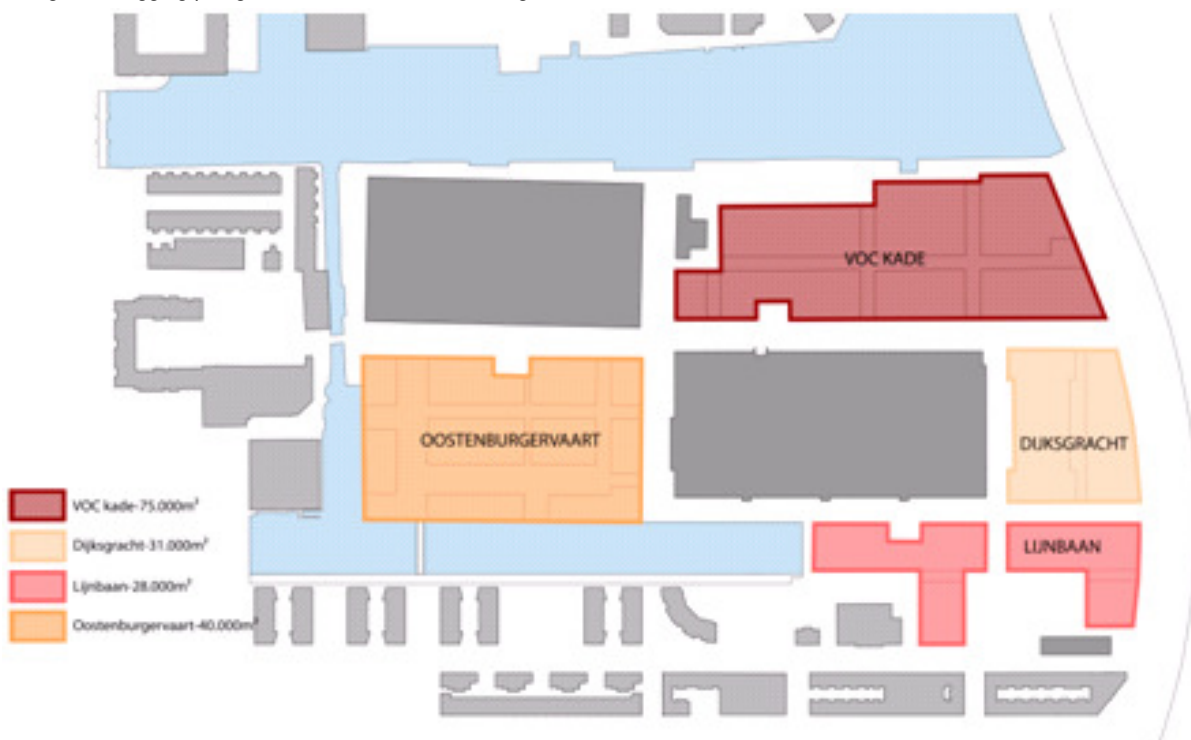 VOC KADE
OOSTENBURGERVAART
DIJKSGRACHT
LIJNBAAN
VOC kade-75.000m²
Dijksgracht-31.000m²
Lijnbaan-28.000m²
Oostenburgervaart-40.000m²